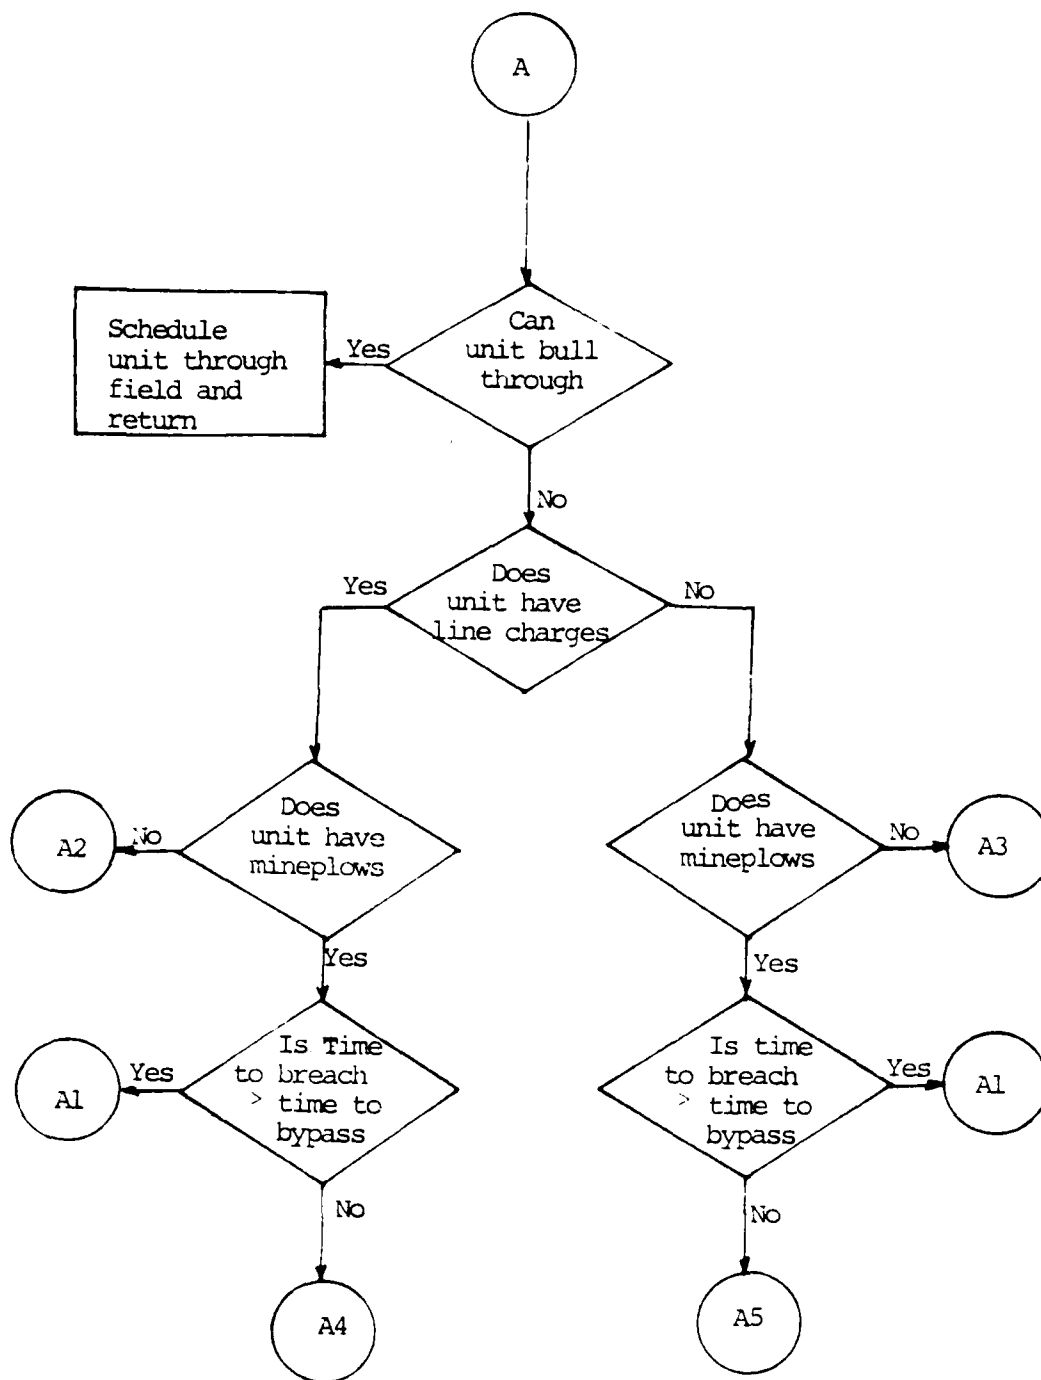 A
Can
unit bull
through
Yes
Schedule
unit through
field and
return
No
Does
unit have
line charges
Yes
No
Does
unit have
mineplows
No
A2
Does
unit have
mineplows
No
A3
Yes
Yes
Is Time
to breach
> time to
bypass
Yes
A1
Is time
to breach
> time to
bypass
Yes
A1
No
No
A4
A5